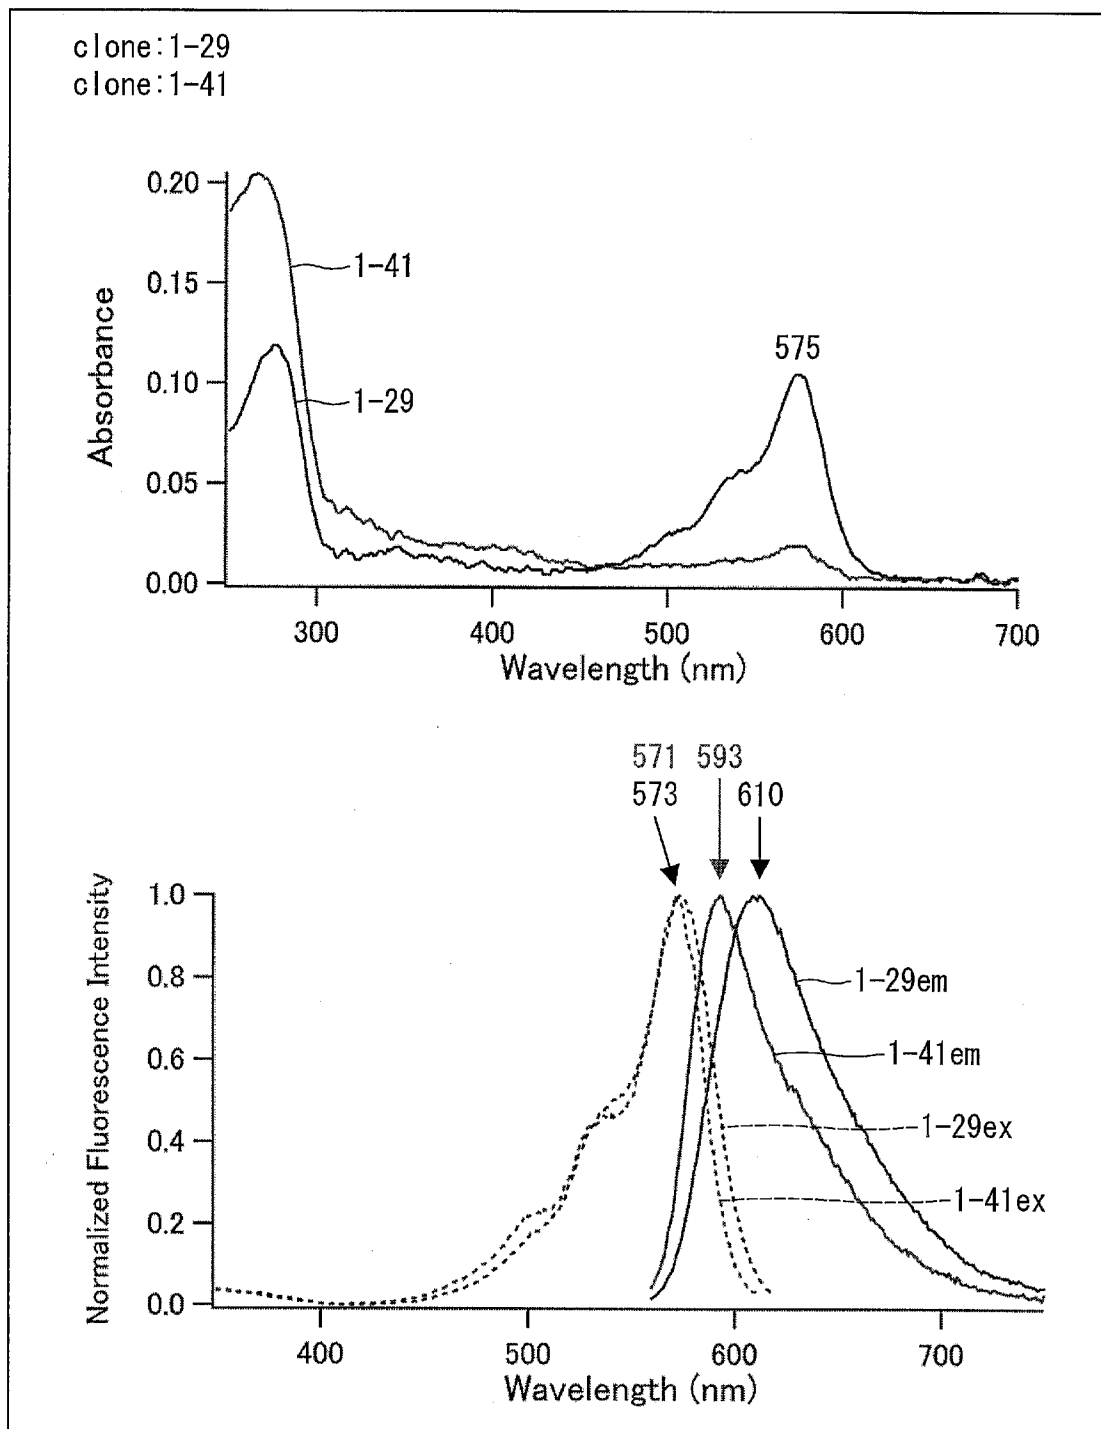 clone:1-29
clone:1-41
0.20
0.15
0.10
0.05
0.00
Absorbance
1-41
1-29
575
300 400 500 600 700
Wavelength (nm)
571 593
573 610
1.0
0.8
0.6
0.4
0.2
0.0
Normalized Fluorescence Intensity
1-29em
1-41em
1-29ex
1-41ex
400 500 600 700
Wavelength (nm)